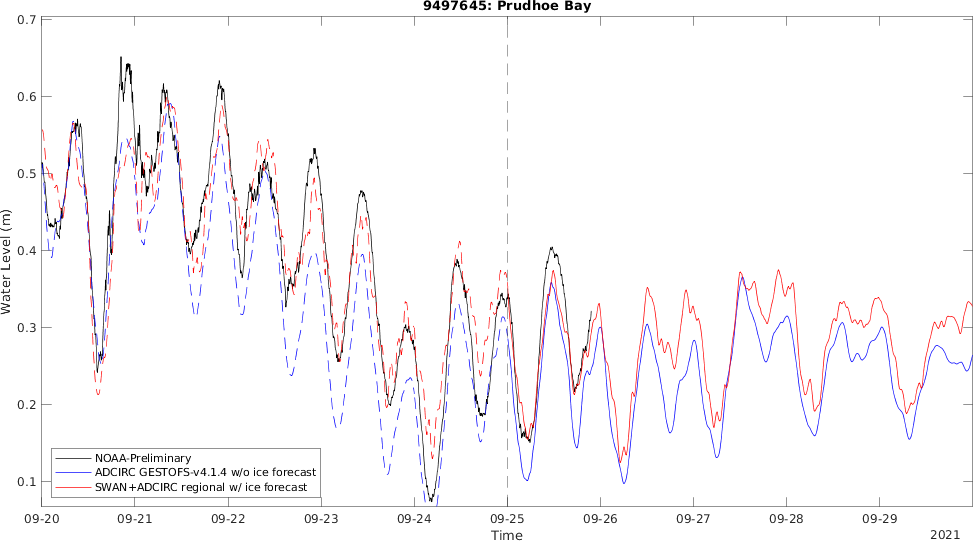 9497645: Prudhoe Bay
0.7
0.6
0.5
0.4
0.3
0.2
0.1
Water Level (m)
NOAA-Preliminary
ADCIRC GESTOFS-v4.1.4 w/o ice forecast
SWAN+ADCIRC regional w/ ice forecast
09-20 09-21 09-22 09-23 09-24 09-25 09-26 09-27 09-28 09-29
Time
2021